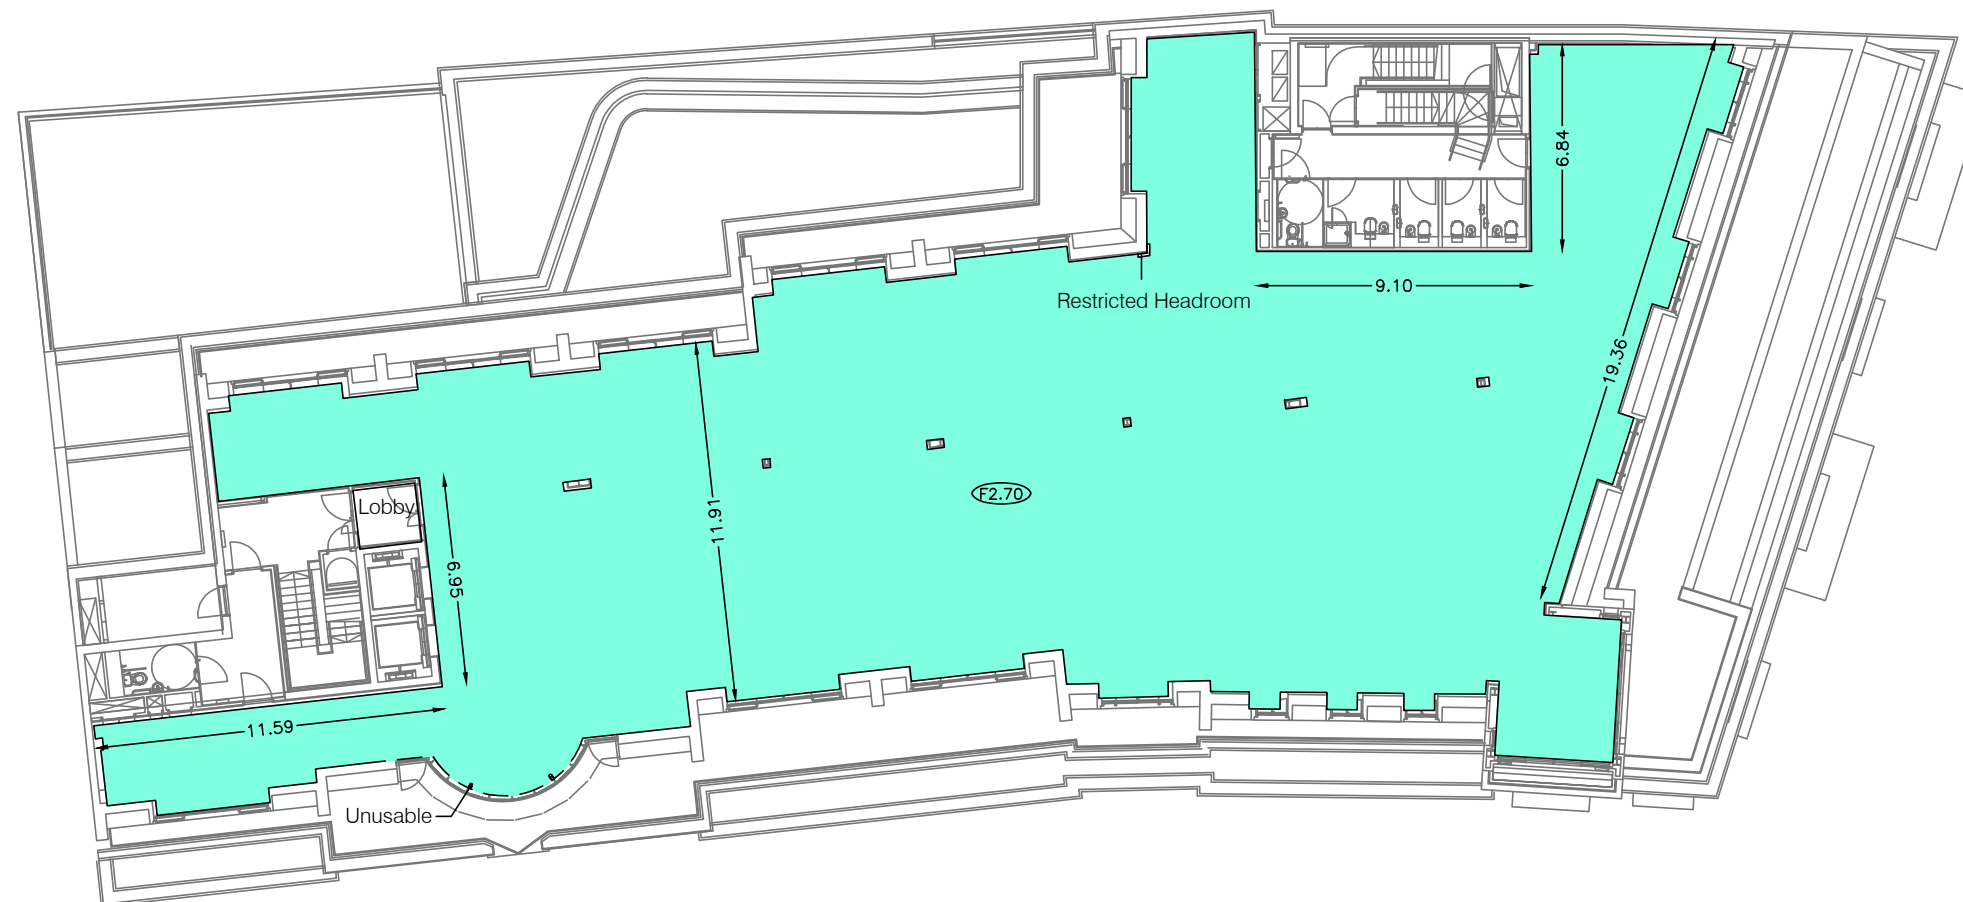 6.84
Restricted Headroom
9.10
19.36
F2.70
Lobby
11.91
6.95
11.59
Unusable